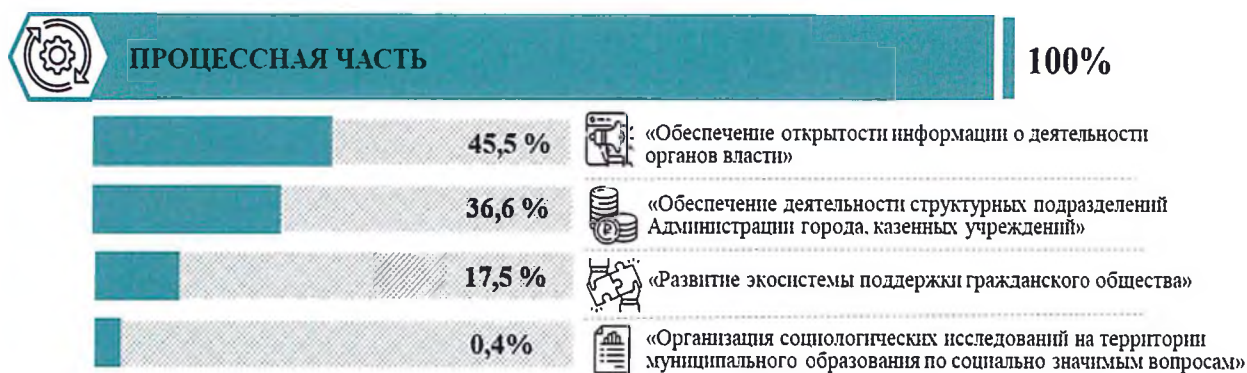 ПРОЦЕССНАЯ ЧАСТЬ
100%
45,5 %
«Обеспечение открытости информации о деятельности
органов власти»
36,6 %
«Обеспечение деятельности структурных подразделений
Администрации города, казенных учреждений»
17,5 %
«Развитие экосистемы поддержки гражданского общества»
0,4%
«Организация социологических исследований на территории
муниципального образования по социально значимым вопросам»